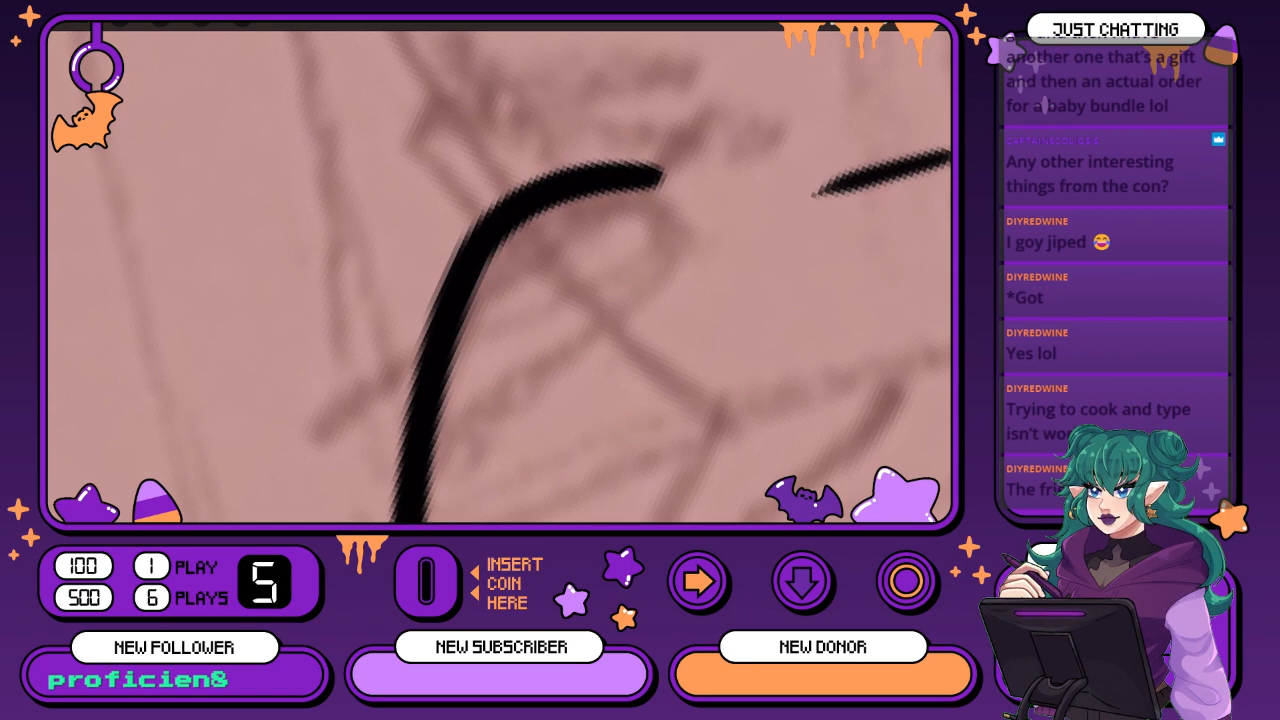 JUST CHATTING
another one that's a gift
and then an actual order
for a baby bundle lol
Any other interesting
things from the con?
DIYREDWINE
I goy jiped 😂
DIYREDWINE
*Got
DIYREDWINE
Yes lol
DIYREDWINE
Trying to cook and type
isn't
DIYREDWINE
The
100
500
1 PLAY
6 PLAYS
5
INSERT
COIN
HERE
NEW FOLLOWER
proficien8
NEW SUBSCRIBER
NEW DONOR